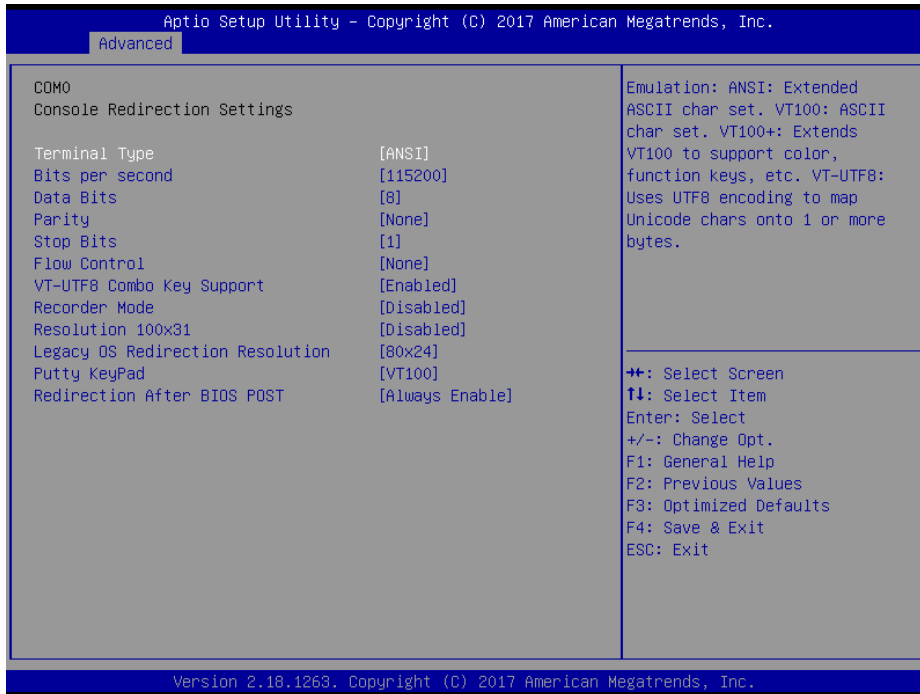 Aptio Setup Utility – Copyright (C) 2017 American Megatrends, Inc.
Advanced
COM0
Console Redirection Settings
Terminal Type [ANSI]
Bits per second [115200]
Data Bits [8]
Parity [None]
Stop Bits [1]
Flow Control [None]
VT-UTF8 Combo Key Support [Enabled]
Recorder Mode [Disabled]
Resolution 100x31 [Disabled]
Legacy OS Redirection Resolution [80x24]
Putty KeyPad [VT100]
Redirection After BIOS POST [Always Enable]
Emulation: ANSI: Extended
ASCII char set. VT100: ASCII
char set. VT100+: Extends
VT100 to support color,
function keys, etc. VT-UTF8:
Uses UTF8 encoding to map
Unicode chars onto 1 or more
bytes.
→←: Select Screen
↑↓: Select Item
Enter: Select
+/-: Change Opt.
F1: General Help
F2: Previous Values
F3: Optimized Defaults
F4: Save & Exit
ESC: Exit
Version 2.18.1263. Copyright (C) 2017 American Megatrends, Inc.